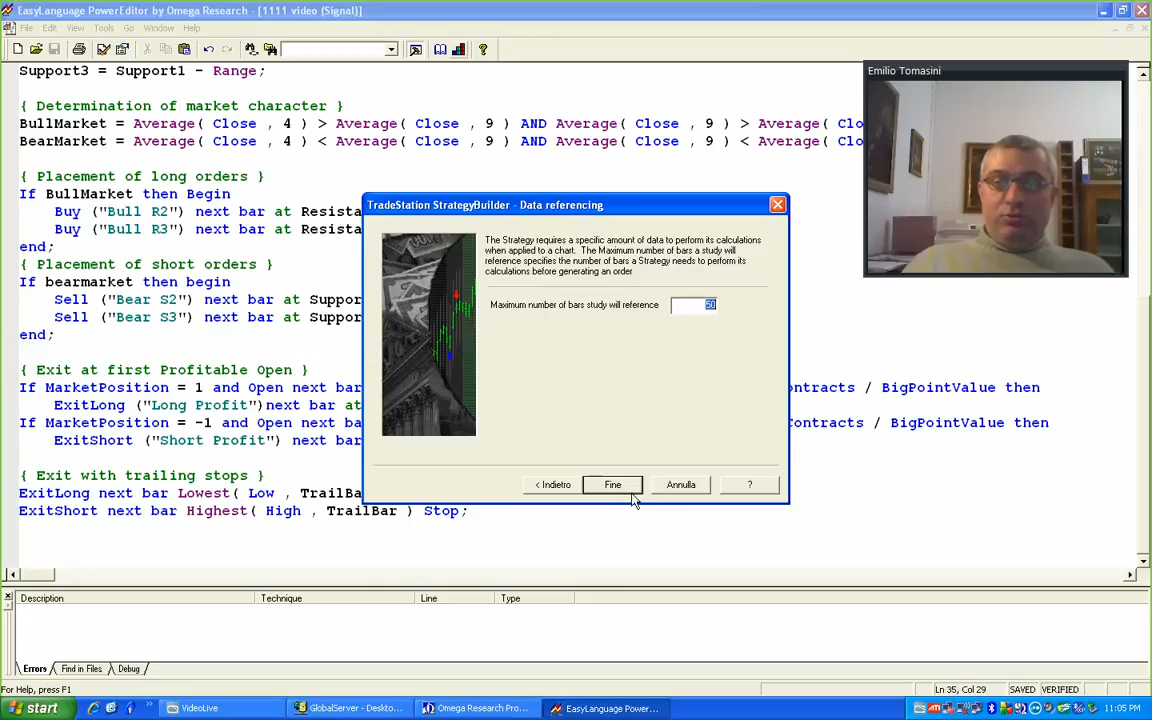 EasyLanguage PowerEditor by Omega Research - [1111 video (Signal)]
File Edit View Tools Go Window Help
Support3 = Support1 - Range;
{ Determination of market character }
BullMarket = Average( Close , 4 ) > Average( Close , 9 ) AND Average( Close , 9 ) > Average( Clo
BearMarket = Average( Close , 4 ) < Average( Close , 9 ) AND Average( Close , 9 ) < Average( Clo
{ Placement of long orders }
If BullMarket then Begin
Buy ("Bull R2") next bar at Resista
Buy ("Bull R3") next bar at Resista
end;
{ Placement of short orders }
If bearmarket then begin
Sell ("Bear S2") next bar at Suppor
Sell ("Bear S3") next bar at Suppor
end;
{ Exit at first Profitable Open }
If MarketPosition = 1 and Open next bar
ontracts / BigPointValue then
ExitLong ("Long Profit")next bar at
If MarketPosition = -1 and Open next bar
Contracts / BigPointValue then
ExitShort ("Short Profit") next bar
{ Exit with trailing stops }
ExitLong next bar Lowest( Low , TrailBa
ExitShort next bar Highest( High , TrailBar ) Stop;
Emilio Tomasini
TradeStation StrategyBuilder - Data referencing
The Strategy requires a specific amount of data to perform its calculations
when applied to a chart. The Maximum number of bars a study will
reference specifies the number of bars a Strategy needs to perform its
calculations before generating an order
Maximum number of bars study will reference 50
< Indietro Fine Annulla ?
Description Technique Line Type
Errors Find in Files Debug
For Help, press F1
Ln 35, Col 29 SAVED VERIFIED
start VideoLive GlobalServer - Deskto... Omega Research Pro... EasyLanguage Power... 11:05 PM